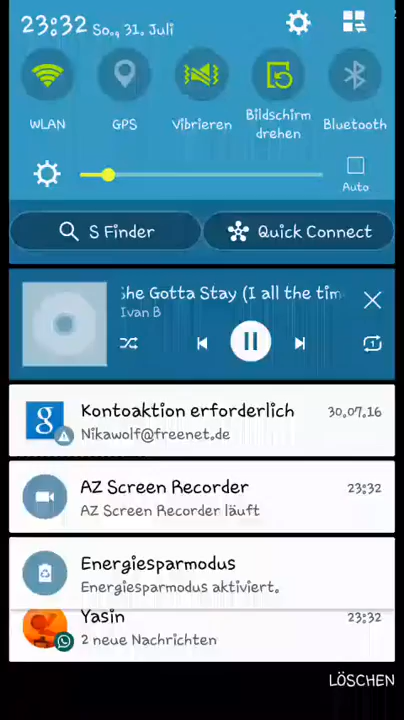 23:32 So., 31. Juli
WLAN
GPS
Vibrieren
Bildschirm drehen
Bluetooth
Auto
S Finder
Quick Connect
She Gotta Stay (I all the tim
Ivan B
1
Kontoaktion erforderlich 30.07.16
Nikawolf@freenet.de
AZ Screen Recorder 23:32
AZ Screen Recorder läuft
Energiesparmodus
Energiesparmodus aktiviert.
Yasin 23:32
2 neue Nachrichten
LÖSCHEN